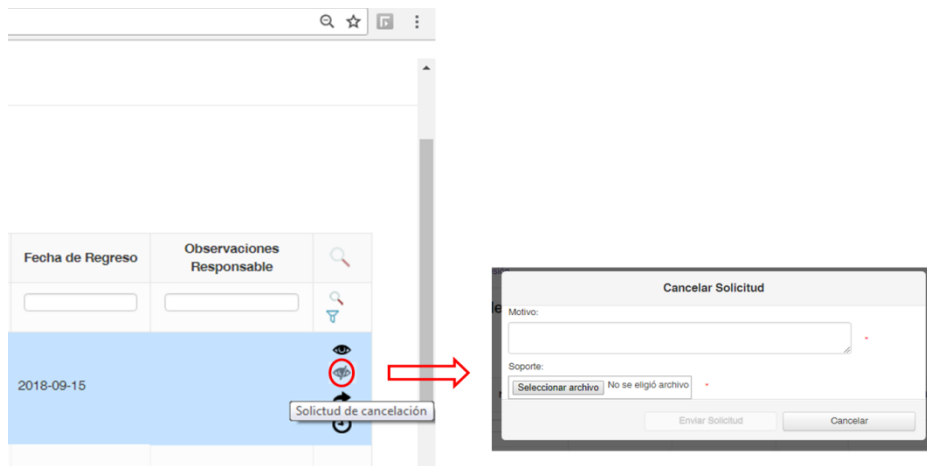 Fecha de Regreso
Observaciones
Responsable
2018-09-15
Solictud de cancelación
Cancelar Solicitud
Motivo:
*
Soporte:
Seleccionar archivo No se eligió archivo *
Enviar Solicitud
Cancelar